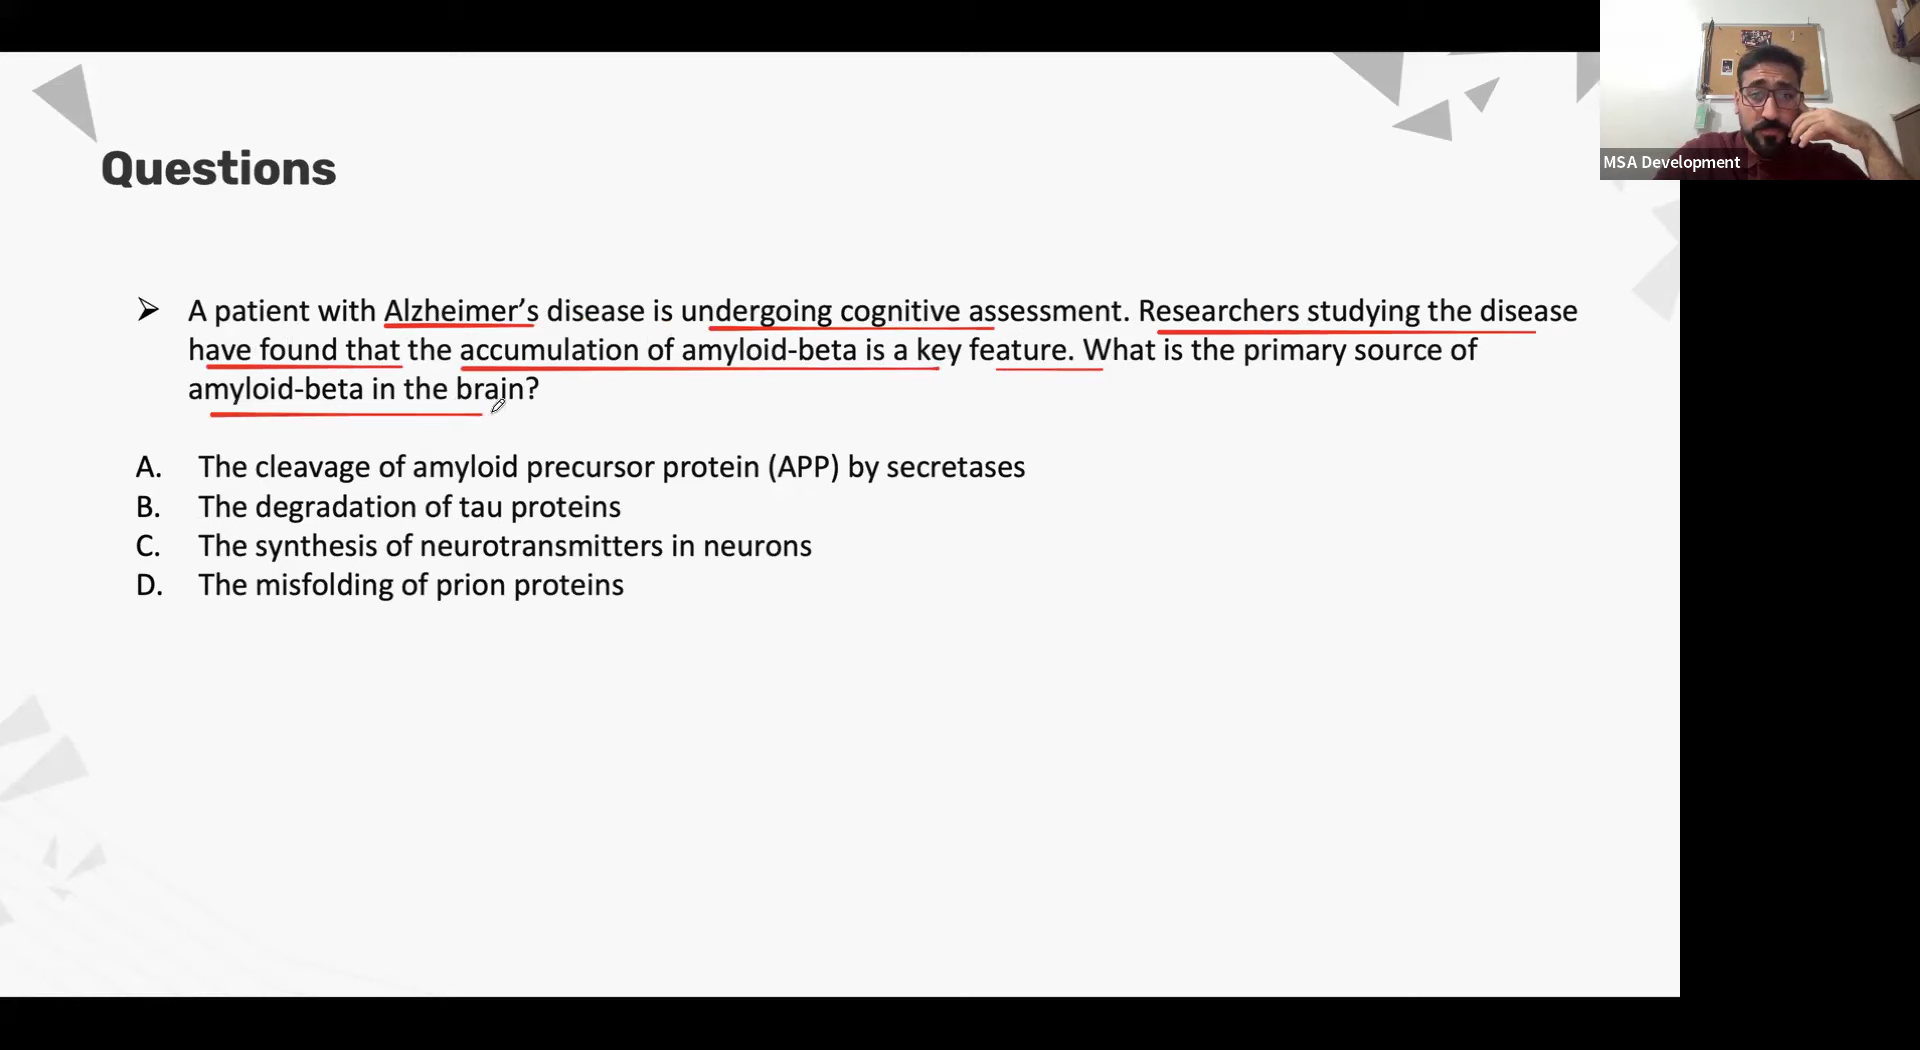 MSA Development
Questions
➢ A patient with Alzheimer’s disease is undergoing cognitive assessment. Researchers studying the disease
have found that the accumulation of amyloid-beta is a key feature. What is the primary source of
amyloid-beta in the brain?
A. The cleavage of amyloid precursor protein (APP) by secretases
B. The degradation of tau proteins
C. The synthesis of neurotransmitters in neurons
D. The misfolding of prion proteins